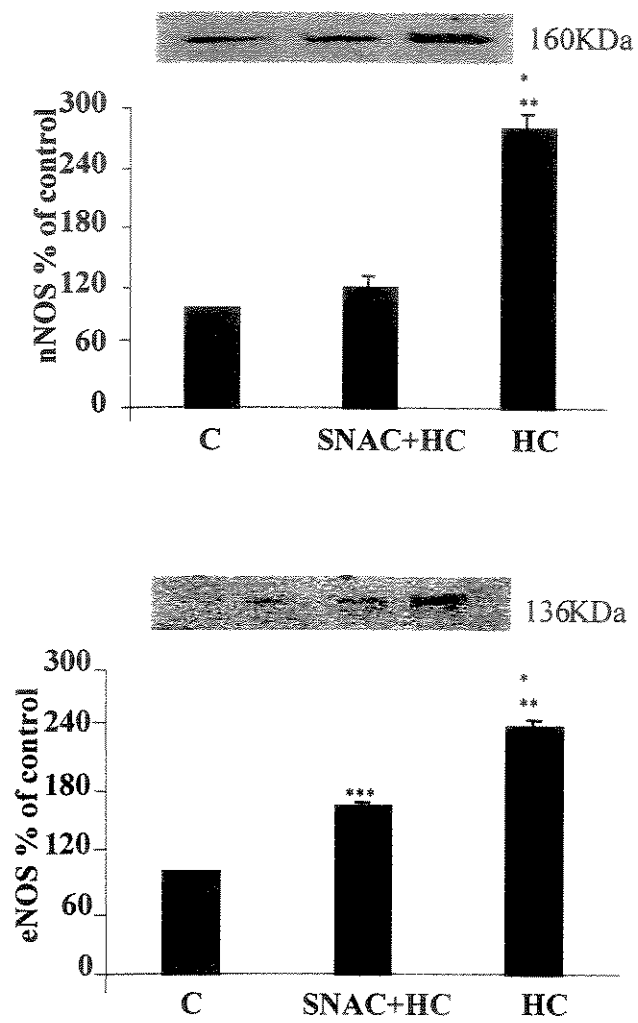 160KDa
*
**
300
240
180
120
60
0
nNOS % of control
C SNAC+HC HC
136KDa
*
**
***
300
240
180
120
60
0
eNOS % of control
C SNAC+HC HC